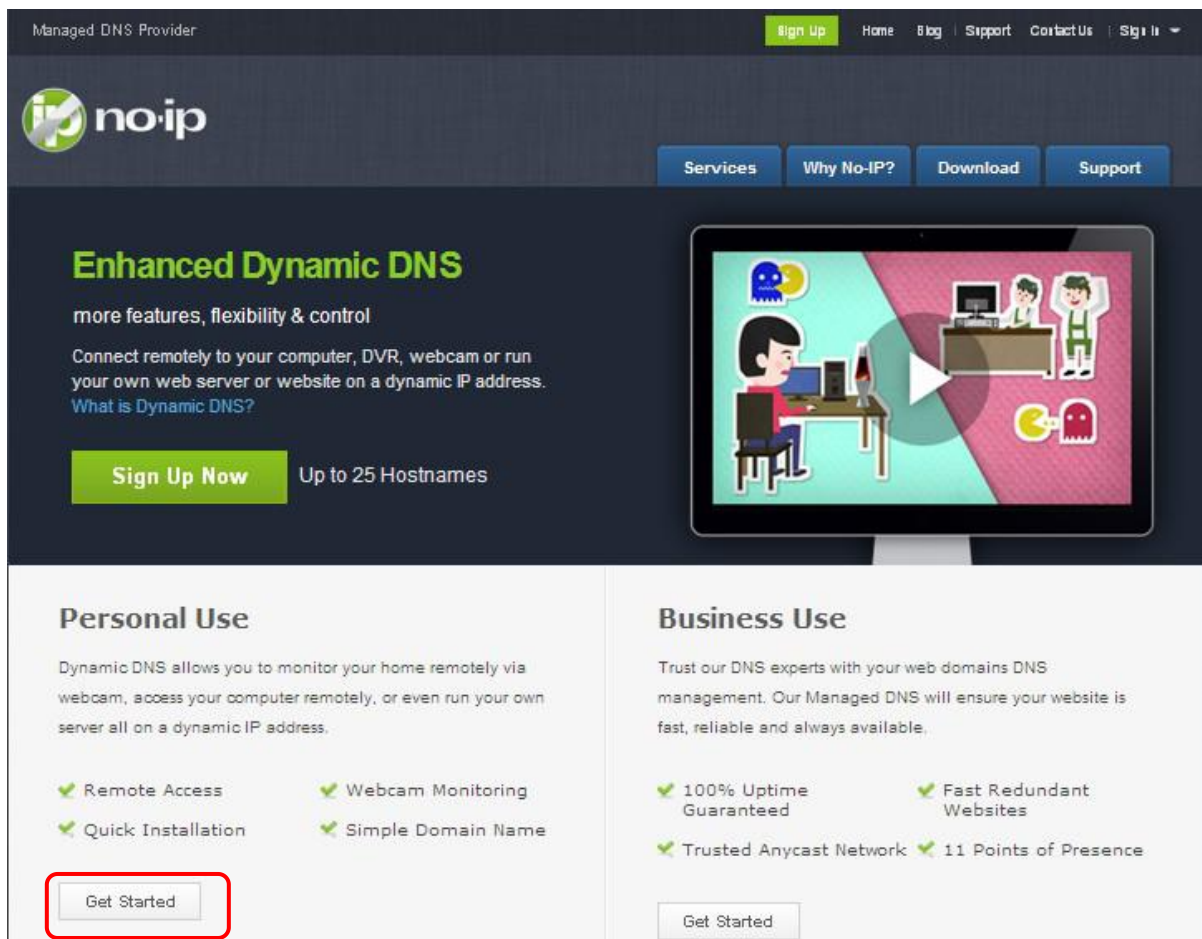 Managed DNS Provider
Sign Up Home Blog Support Contact Us Sign In
ip no·ip
Services Why No-IP? Download Support
Enhanced Dynamic DNS
more features, flexibility & control
Connect remotely to your computer, DVR, webcam or run
your own web server or website on a dynamic IP address.
What is Dynamic DNS?
Sign Up Now Up to 25 Hostnames
Personal Use
Dynamic DNS allows you to monitor your home remotely via
webcam, access your computer remotely, or even run your own
server all on a dynamic IP address.
Remote Access Webcam Monitoring
Quick Installation Simple Domain Name
Get Started
Business Use
Trust our DNS experts with your web domains DNS
management. Our Managed DNS will ensure your website is
fast, reliable and always available.
100% Uptime
Guaranteed
Fast Redundant
Websites
Trusted Anycast Network 11 Points of Presence
Get Started